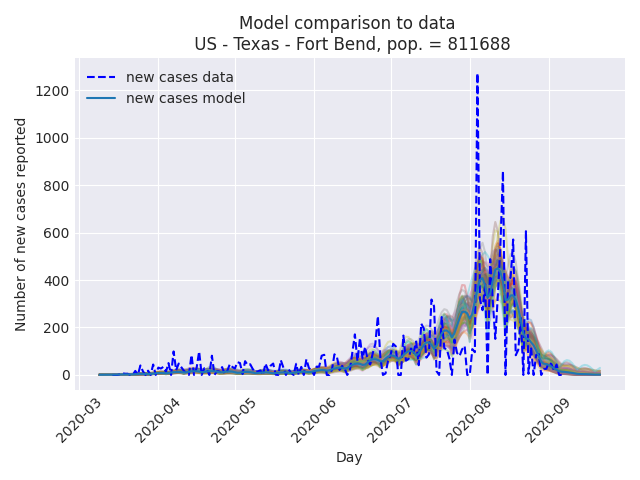 Model comparison to data
US - Texas - Fort Bend, pop. = 811688
new cases data
new cases model
Number of new cases reported
1200
1000
800
600
400
200
0
2020-03
2020-04
2020-05
2020-06
2020-07
2020-08
2020-09
Day